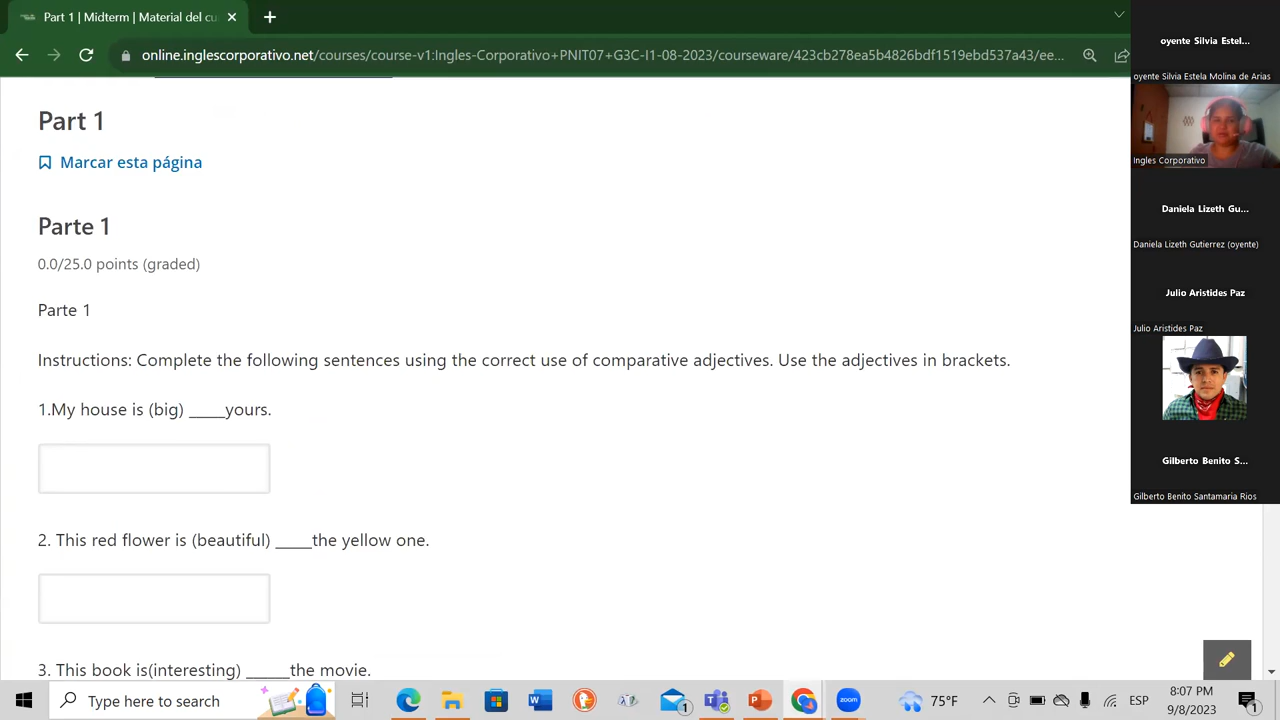 Part 1 | Midterm | Material del cu
online.inglescorporativo.net/courses/course-v1:Ingles-Corporativo+PNIT07+G3C-I1-08-2023/courseware/423cb278ea5b4826bdf1519ebd537a43/ee...
Part 1
Marcar esta página
Parte 1
0.0/25.0 points (graded)
Parte 1
Instructions: Complete the following sentences using the correct use of comparative adjectives. Use the adjectives in brackets.
1.My house is (big) ____yours.
2. This red flower is (beautiful) ____the yellow one.
3. This book is(interesting) _____the movie.
oyente Silvia Estel...
oyente Silvia Estela Molina de Arias
Ingles Corporativo
Daniela Lizeth Gu...
Daniela Lizeth Gutierrez (oyente)
Julio Aristides Paz
Julio Aristides Paz
Gilberto Benito S...
Gilberto Benito Santamaria Rios
Type here to search
1
zoom
75°F
ESP
8:07 PM
9/8/2023
1